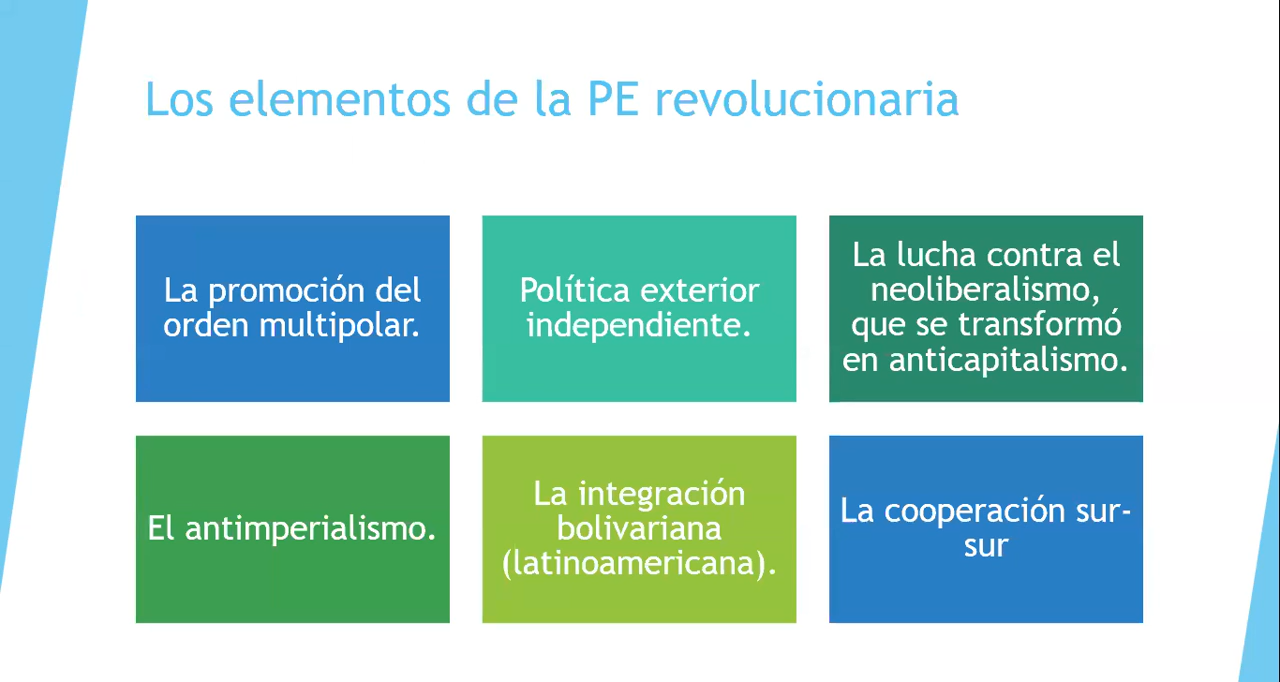 Los elementos de la PE revolucionaria
La promoción del
orden multipolar.
Política exterior
independiente.
La lucha contra el
neoliberalismo,
que se transformó
en anticapitalismo.
El antimperialismo.
La integración
bolivariana
(latinoamericana).
La cooperación sur-
sur